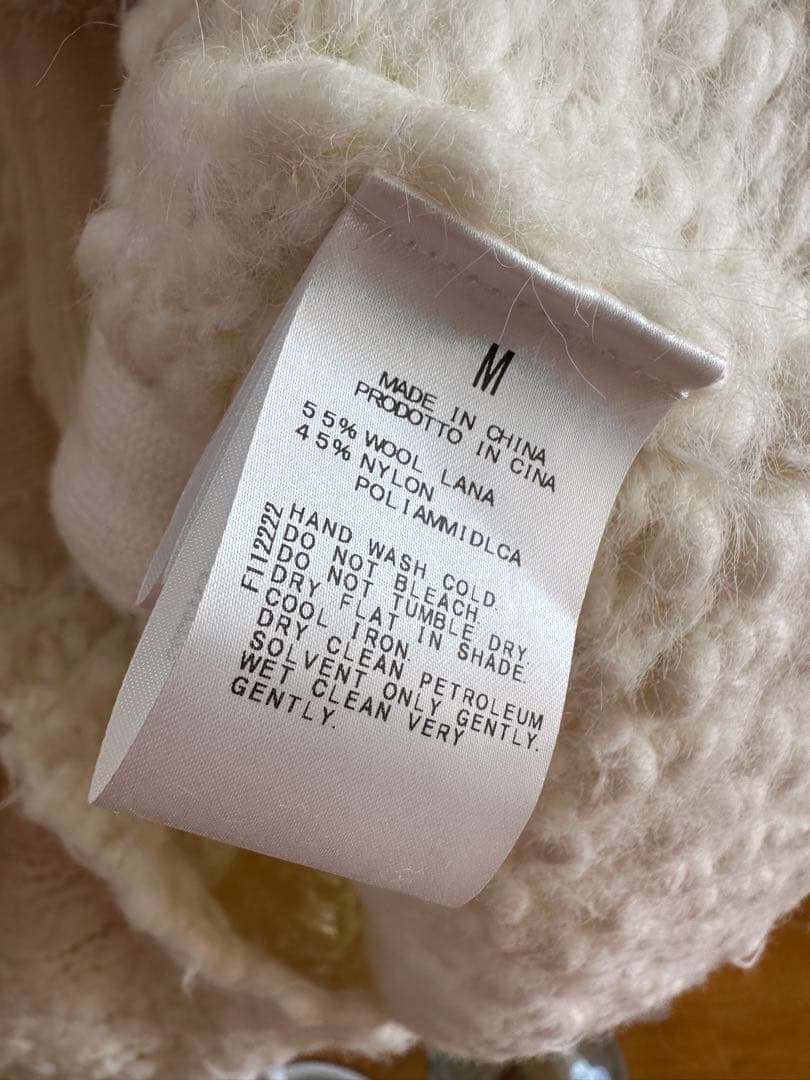 M
MADE IN CHINA
PRODOTTO IN CINA
55% WOOL LANA
45% NYLON
POLIAMMIDLCA
FI12222
HAND WASH COLD.
DO NOT BLEACH.
DO NOT TUMBLE DRY.
DRY FLAT IN SHADE.
COOL IRON.
DRY CLEAN PETROLEUM
SOLVENT ONLY GENTLY.
WET CLEAN VERY
GENTLY.